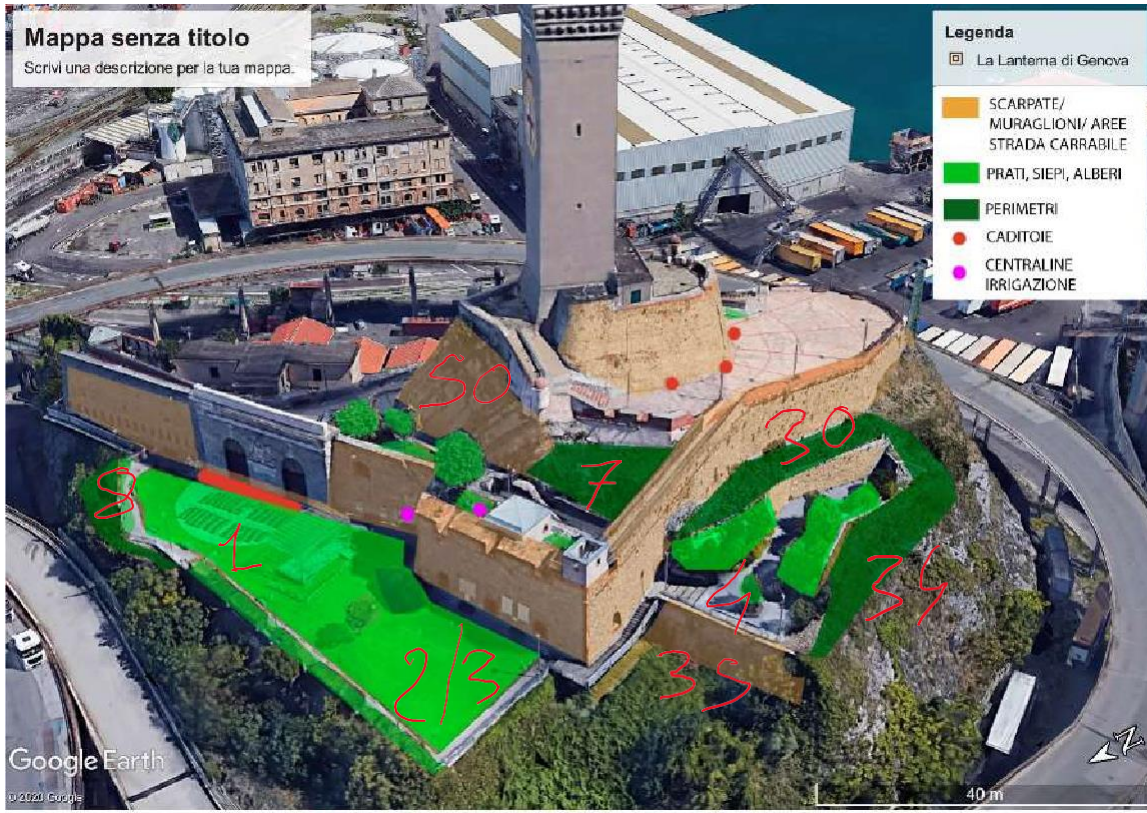 Mappa senza titolo
Scrivi una descrizione per la tua mappa.
Legenda
La Lanterna di Genova
SCARPATE/
MURAGLIONI/ AREE
STRADA CARRABILE
PRATI, SIEPI, ALBERI
PERIMETRI
CADITOIE
CENTRALINE
IRRIGAZIONE
50
30
7
8
1
4
34
2/3
35
Google Earth
© 2020 Google
40 m
N